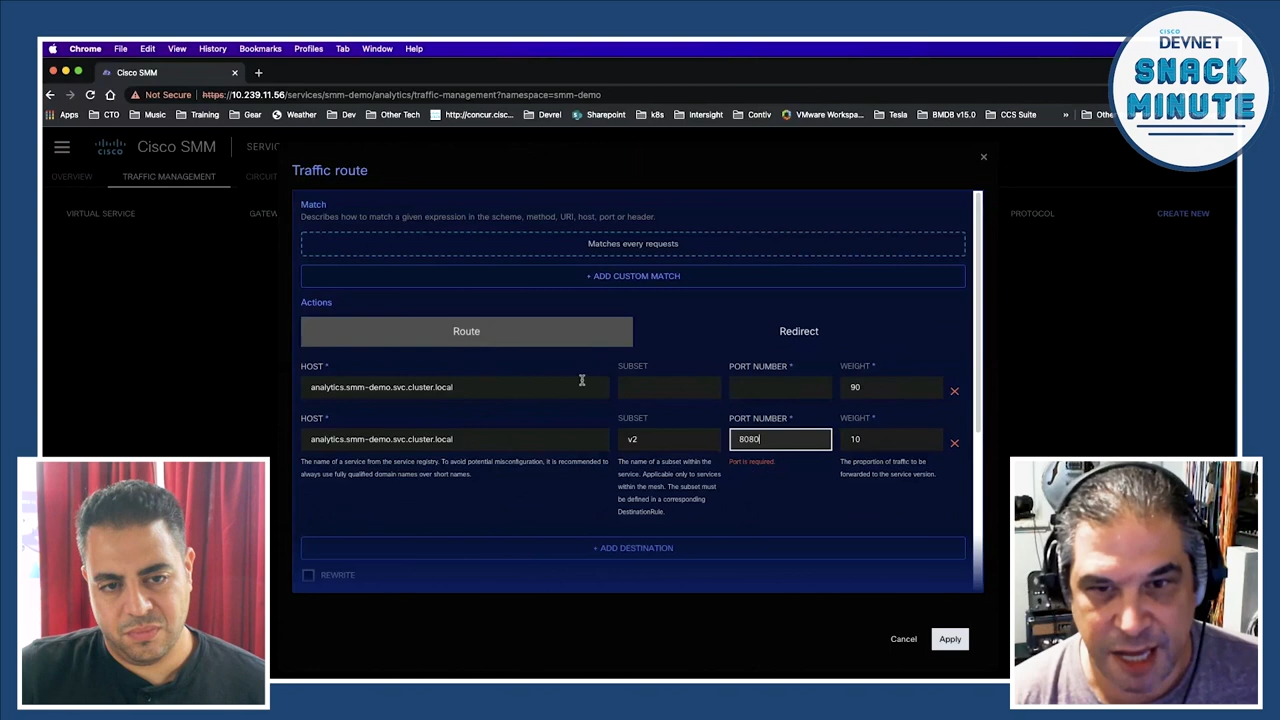 CISCO
DEVNET
SNACK
MINUTE
Chrome File Edit View History Bookmarks Profiles Tab Window Help
Cisco SMM
Not Secure https://10.239.11.56/services/smm-demo/analytics/traffic-management?namespace=smm-demo
Apps CTO Music Training Gear Weather Dev Other Tech http://concur.cisc... Devrel Sharepoint k8s Intersight Contiv VMware Workspa... Tesla BMDB v15.0 CCS Suite » Other
CISCO Cisco SMM SERVIC
OVERVIEW TRAFFIC MANAGEMENT CIRCUIT
VIRTUAL SERVICE GATEW PROTOCOL CREATE NEW
Traffic route
Match
Describes how to match a given expression in the scheme, method, URI, host, port or header.
Matches every requests
+ ADD CUSTOM MATCH
Actions
Route Redirect
HOST * SUBSET PORT NUMBER * WEIGHT *
analytics.smm-demo.svc.cluster.local 90
HOST * SUBSET PORT NUMBER * WEIGHT *
analytics.smm-demo.svc.cluster.local v2 8080 10
The name of a service from the service registry. To avoid potential misconfiguration, it is recommended to
always use fully qualified domain names over short names.
The name of a subset within the
service. Applicable only to services
within the mesh. The subset must
be defined in a corresponding
DestinationRule.
Port is required.
The proportion of traffic to be
forwarded to the service version.
+ ADD DESTINATION
REWRITE
Cancel Apply